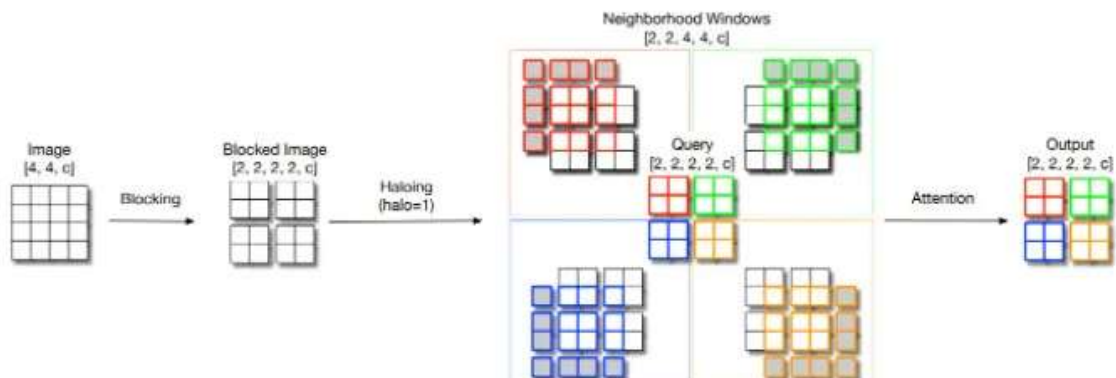 Neighborhood Windows
[2, 2, 4, 4, c]
Image
[4, 4, c]
Blocking
Blocked Image
[2, 2, 2, 2, c]
Haloing
(halo=1)
Query
[2, 2, 2, 2, c]
Attention
Output
[2, 2, 2, 2, c]